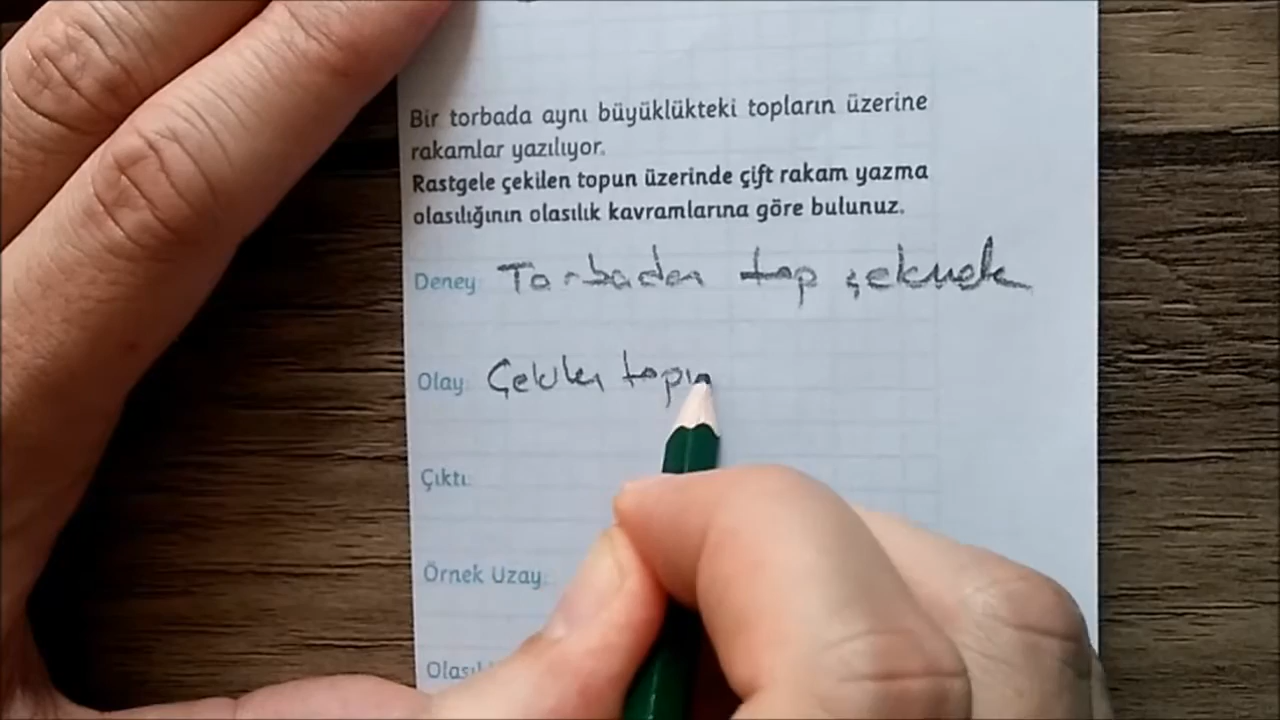 Bir torbada aynı büyüklükteki topların üzerine
rakamlar yazılıyor.
Rastgele çekilen topun üzerinde çift rakam yazma
olasılığının olasılık kavramlarına göre bulunuz.
Deney: Torbadan top çekmek
Olay: Çekilen topun
Çıktı:
Örnek Uzay: